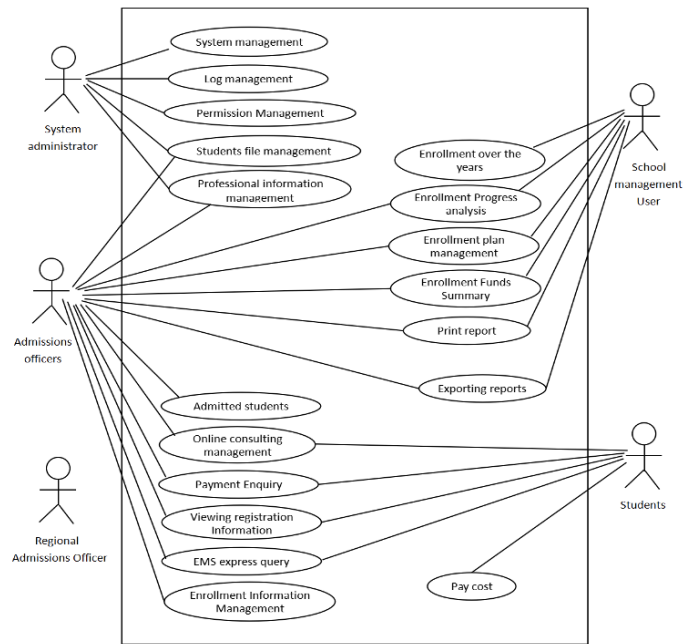 System management
Log management
Permission Management
Students file management
Professional information
management
System
administrator
Enrollment over the
years
Enrollment Progress
analysis
Enrollment plan
management
Enrollment Funds
Summary
Print report
Exporting reports
School
management
User
Admissions
officers
Admitted students
Online consulting
management
Payment Enquiry
Viewing registration
Information
EMS express query
Enrollment Information
Management
Pay cost
Students
Regional
Admissions Officer